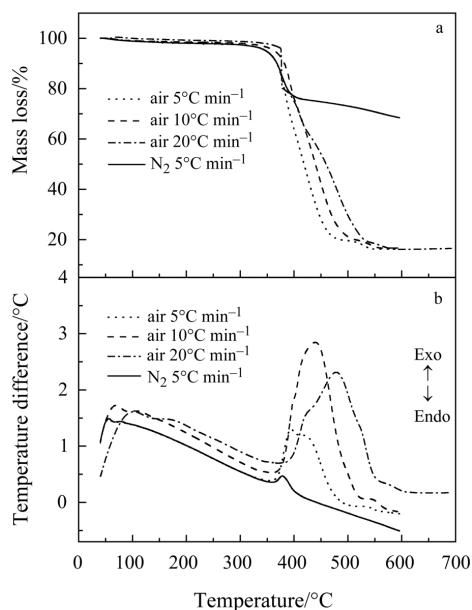 a
100
80
60
40
20
Mass loss/%
air 5°C min⁻¹
air 10°C min⁻¹
air 20°C min⁻¹
N₂ 5°C min⁻¹
b
4
3
2
1
0
Temperature difference/°C
air 5°C min⁻¹
air 10°C min⁻¹
air 20°C min⁻¹
N₂ 5°C min⁻¹
Exo
↑
↓
Endo
0 100 200 300 400 500 600 700
Temperature/°C